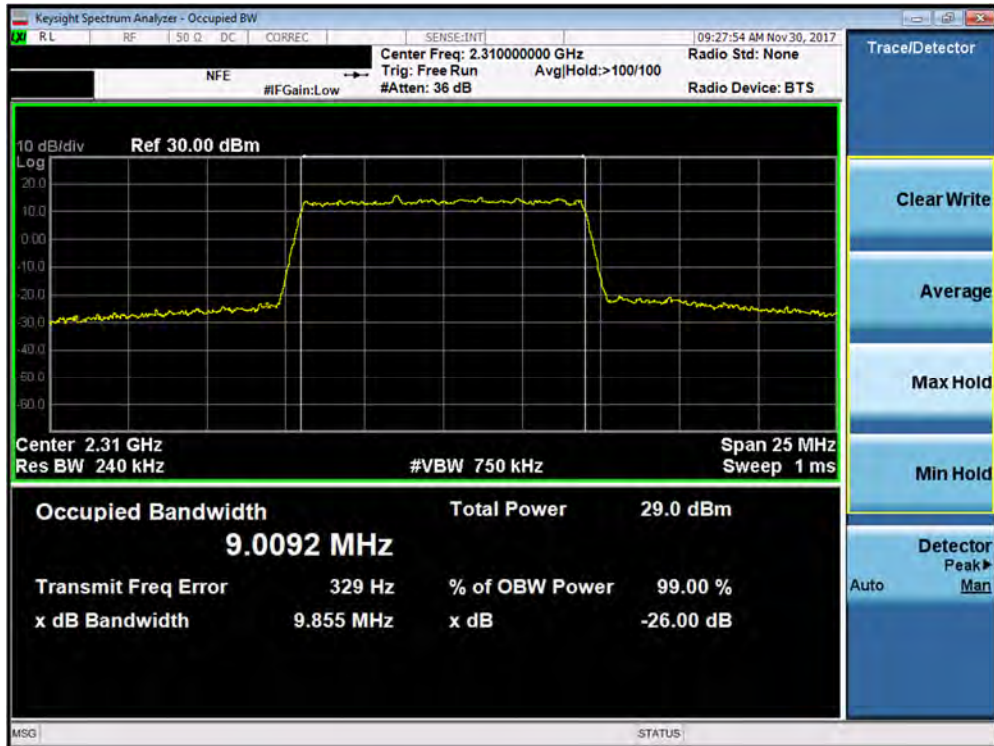 Keysight Spectrum Analyzer - Occupied BW
LXI RL RF 50 Ω DC CORREC SENSE:INT 09:27:54 AM Nov 30, 2017
Center Freq: 2.310000000 GHz Radio Std: None
NFE Trig: Free Run Avg|Hold:>100/100
#IFGain:Low #Atten: 36 dB Radio Device: BTS
Trace/Detector
10 dB/div Ref 30.00 dBm
Log
20.0
10.0
0.00
-10.0
-20.0
-30.0
-40.0
-50.0
-60.0
Center 2.31 GHz Span 25 MHz
Res BW 240 kHz #VBW 750 kHz Sweep 1 ms
Occupied Bandwidth Total Power 29.0 dBm
9.0092 MHz
Transmit Freq Error 329 Hz % of OBW Power 99.00 %
x dB Bandwidth 9.855 MHz x dB -26.00 dB
Clear Write
Average
Max Hold
Min Hold
Detector
Peak▶
Auto Man
MSG STATUS